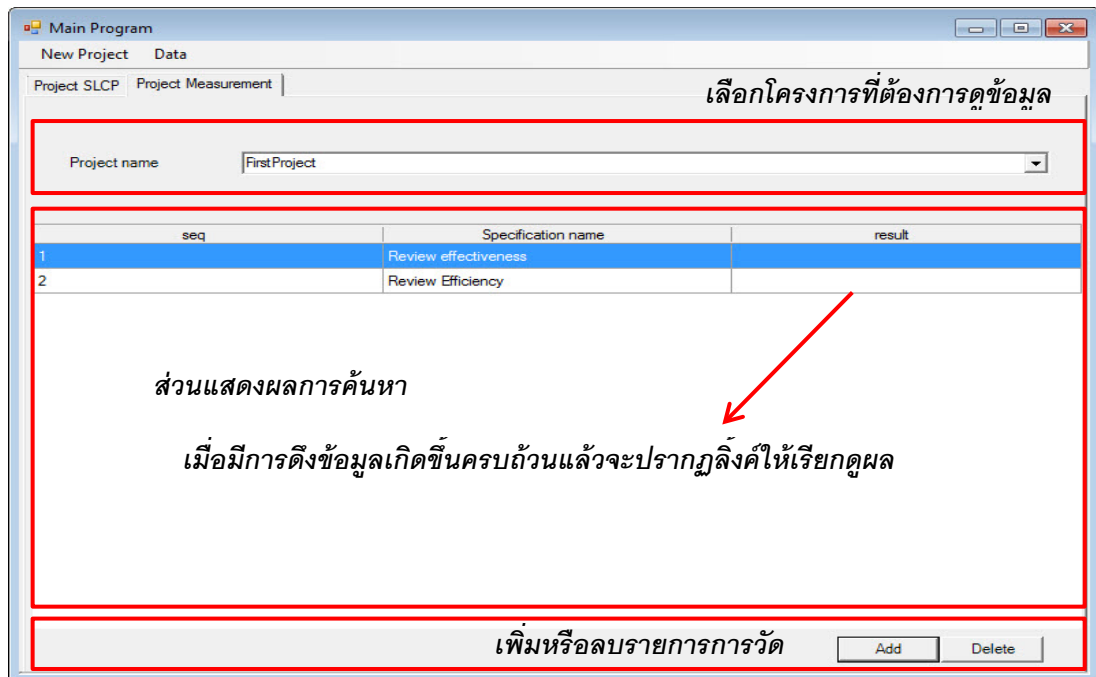 Main Program
New Project Data
Project SLCP Project Measurement
เลือกโครงการที่ต้องการดูข้อมูล
Project name FirstProject
seq Specification name result
1 Review effectiveness
2 Review Efficiency
ส่วนแสดงผลการค้นหา
เมื่อมีการดึงข้อมูลเกิดขึ้นครบถ้วนแล้วจะปรากฏลิ้งค์ให้เรียกดูผล
เพิ่มหรือลบรายการการวัด Add Delete